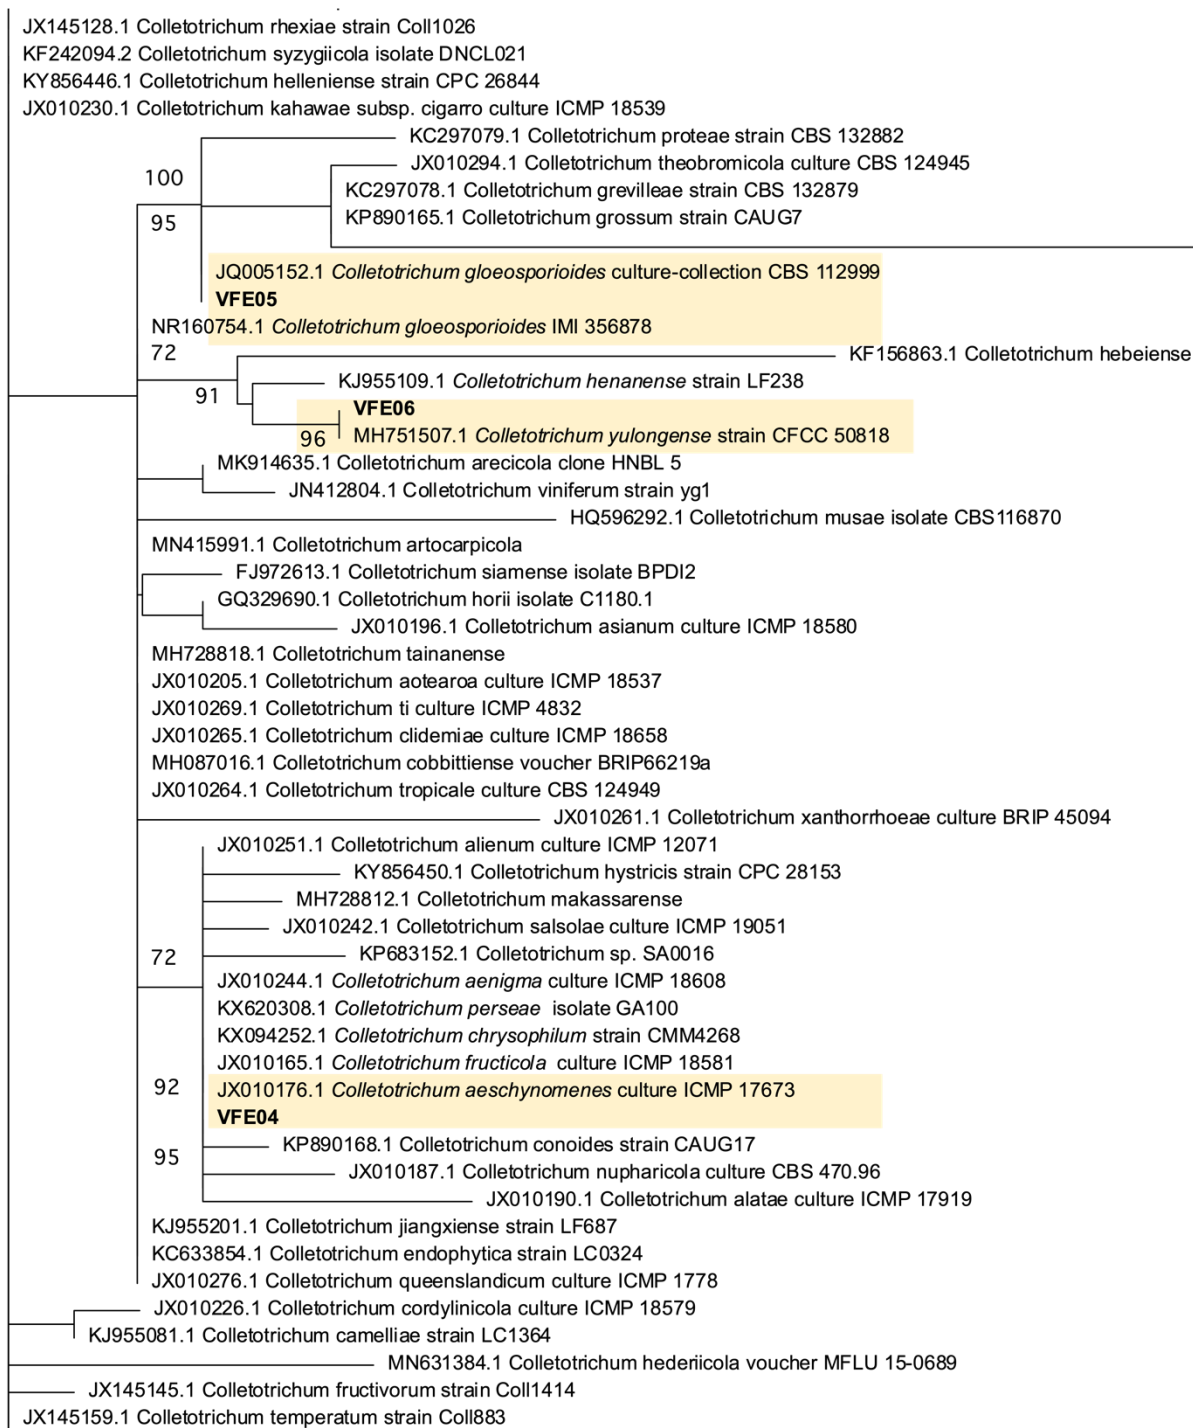 JX145128.1 Colletotrichum rhexiae strain Coll1026
KF242094.2 Colletotrichum syzygiicola isolate DNCL021
KY856446.1 Colletotrichum helleniense strain CPC 26844
JX010230.1 Colletotrichum kahawae subsp. cigarro culture ICMP 18539
KC297079.1 Colletotrichum proteae strain CBS 132882
JX010294.1 Colletotrichum theobromicola culture CBS 124945
100
KC297078.1 Colletotrichum grevilleae strain CBS 132879
KP890165.1 Colletotrichum grossum strain CAUG7
95
JQ005152.1 Colletotrichum gloeosporioides culture-collection CBS 112999
VFE05
NR160754.1 Colletotrichum gloeosporioides IMI 356878
72
KF156863.1 Colletotrichum hebeiense
KJ955109.1 Colletotrichum henanense strain LF238
91
VFE06
96
MH751507.1 Colletotrichum yulongense strain CFCC 50818
MK914635.1 Colletotrichum arecicola clone HNBL 5
JN412804.1 Colletotrichum viniferum strain yg1
HQ596292.1 Colletotrichum musae isolate CBS116870
MN415991.1 Colletotrichum artocarpicola
FJ972613.1 Colletotrichum siamense isolate BPDI2
GQ329690.1 Colletotrichum horii isolate C1180.1
JX010196.1 Colletotrichum asianum culture ICMP 18580
MH728818.1 Colletotrichum tainanense
JX010205.1 Colletotrichum aotearoa culture ICMP 18537
JX010269.1 Colletotrichum ti culture ICMP 4832
JX010265.1 Colletotrichum clidemiae culture ICMP 18658
MH087016.1 Colletotrichum cobbittiense voucher BRIP66219a
JX010264.1 Colletotrichum tropicale culture CBS 124949
JX010261.1 Colletotrichum xanthorrhoeae culture BRIP 45094
JX010251.1 Colletotrichum alienum culture ICMP 12071
KY856450.1 Colletotrichum hystricis strain CPC 28153
MH728812.1 Colletotrichum makassarense
JX010242.1 Colletotrichum salsolae culture ICMP 19051
72
KP683152.1 Colletotrichum sp. SA0016
JX010244.1 Colletotrichum aenigma culture ICMP 18608
KX620308.1 Colletotrichum perseae isolate GA100
KX094252.1 Colletotrichum chrysophilum strain CMM4268
JX010165.1 Colletotrichum fructicola culture ICMP 18581
92
JX010176.1 Colletotrichum aeschynomenes culture ICMP 17673
VFE04
KP890168.1 Colletotrichum conoides strain CAUG17
95
JX010187.1 Colletotrichum nupharicola culture CBS 470.96
JX010190.1 Colletotrichum alatae culture ICMP 17919
KJ955201.1 Colletotrichum jiangxiense strain LF687
KC633854.1 Colletotrichum endophytica strain LC0324
JX010276.1 Colletotrichum queenslandicum culture ICMP 1778
JX010226.1 Colletotrichum cordylinicola culture ICMP 18579
KJ955081.1 Colletotrichum camelliae strain LC1364
MN631384.1 Colletotrichum hederiicola voucher MFLU 15-0689
JX145145.1 Colletotrichum fructivorum strain Coll1414
JX145159.1 Colletotrichum temperatum strain Coll883